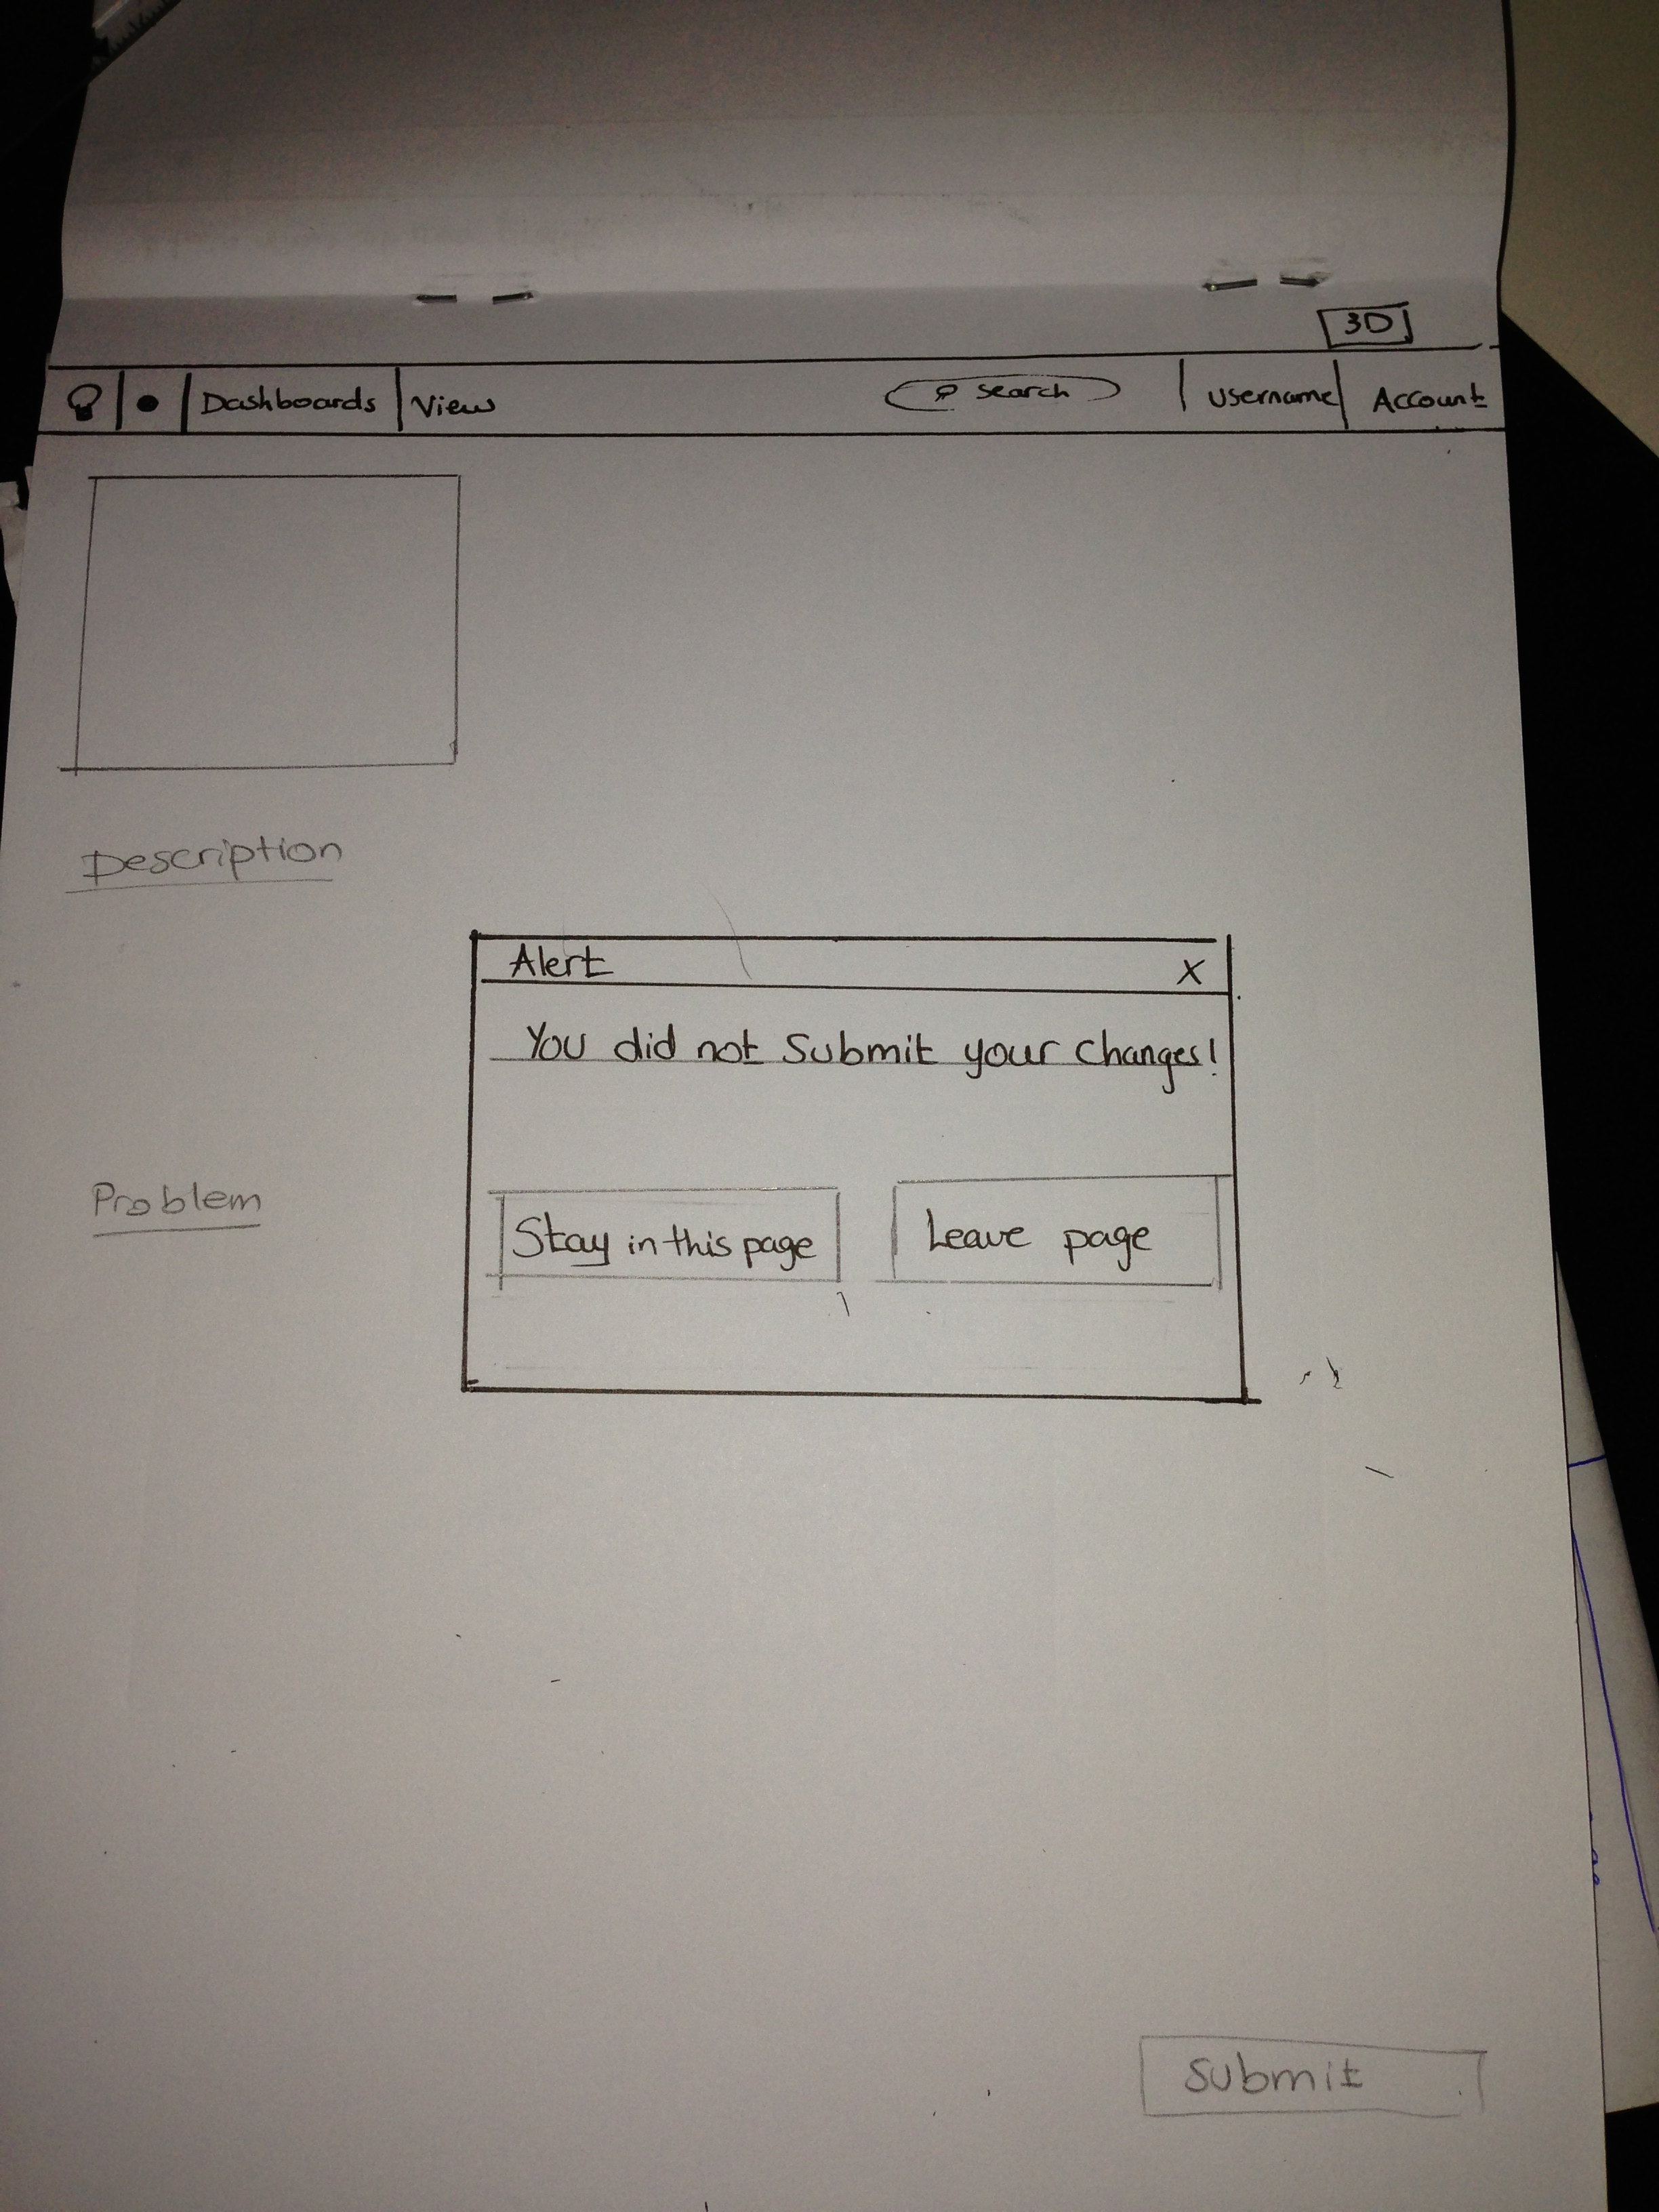 3D
Dashboards View Search Username Account
Description
Alert X
You did not Submit your changes!
Problem
Stay in this page Leave page
Submit